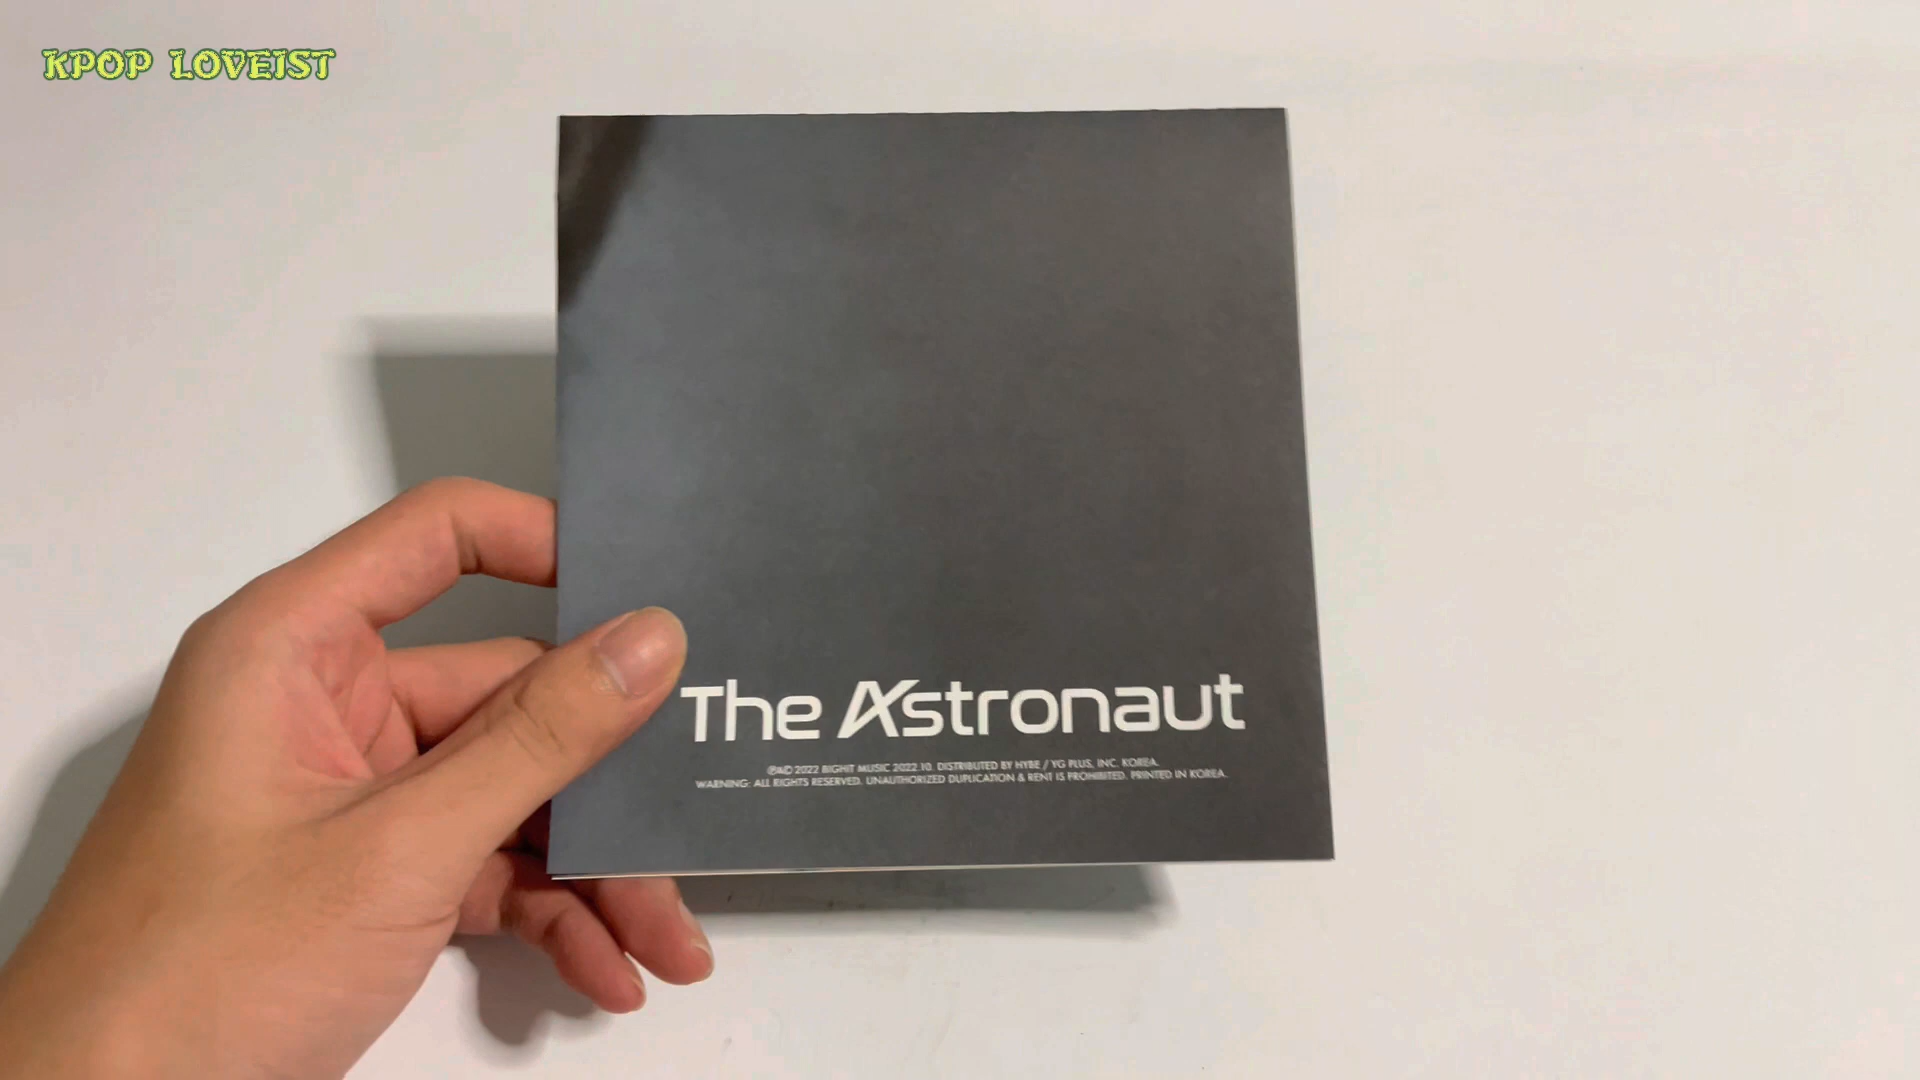 KPOP LOVEIST
The Astronaut
℗&© 2022 BIGHIT MUSIC 2022.10. DISTRIBUTED BY HYBE / YG PLUS, INC. KOREA.
WARNING: ALL RIGHTS RESERVED. UNAUTHORIZED DUPLICATION & RENT IS PROHIBITED. PRINTED IN KOREA.